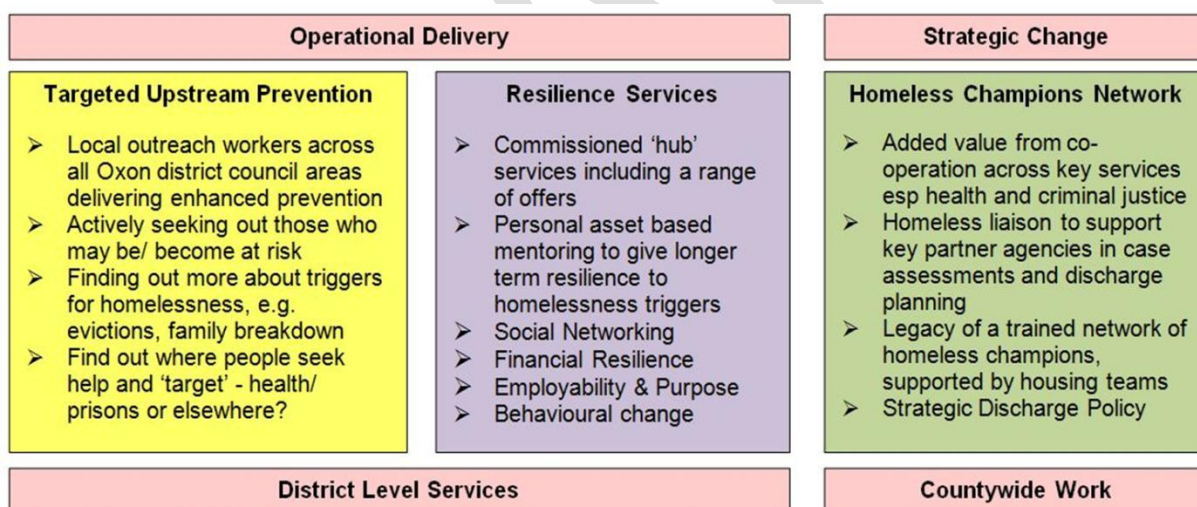 Operational Delivery
Strategic Change
Targeted Upstream Prevention
➢ Local outreach workers across
all Oxon district council areas
delivering enhanced prevention
➢ Actively seeking out those who
may be/ become at risk
➢ Finding out more about triggers
for homelessness, e.g.
evictions, family breakdown
➢ Find out where people seek
help and ‘target’ - health/
prisons or elsewhere?
Resilience Services
➢ Commissioned ‘hub’
services including a range
of offers
➢ Personal asset based
mentoring to give longer
term resilience to
homelessness triggers
➢ Social Networking
➢ Financial Resilience
➢ Employability & Purpose
➢ Behavioural change
Homeless Champions Network
➢ Added value from co-
operation across key services
esp health and criminal justice
➢ Homeless liaison to support
key partner agencies in case
assessments and discharge
planning
➢ Legacy of a trained network of
homeless champions,
supported by housing teams
➢ Strategic Discharge Policy
District Level Services
Countywide Work